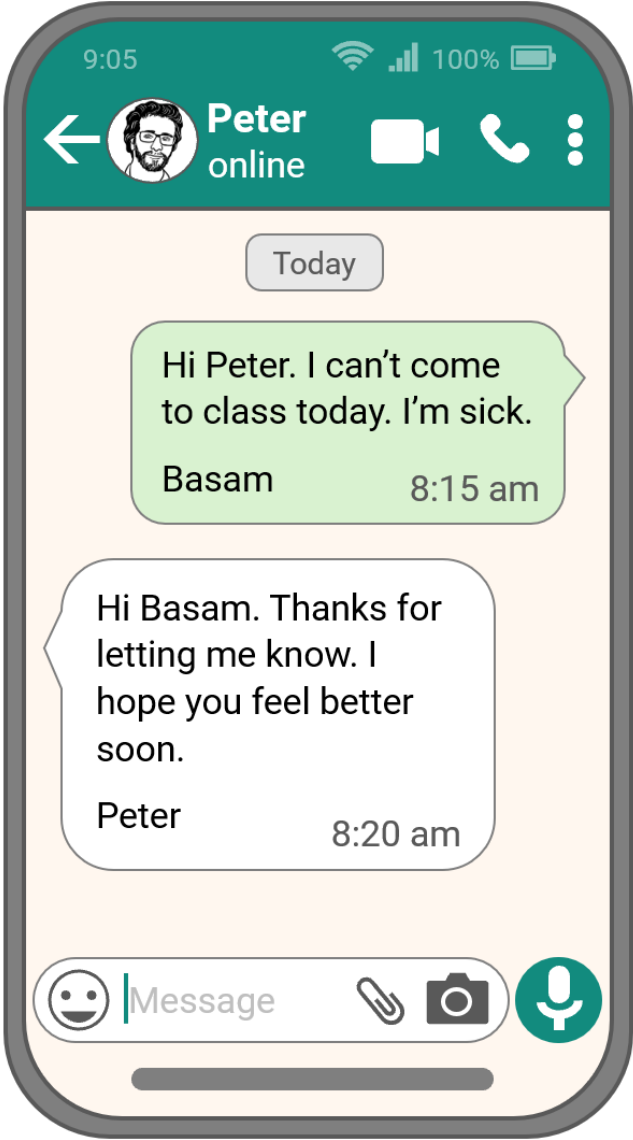 9:05 100%
Peter
online
Today
Hi Peter. I can’t come
to class today. I’m sick.
Basam 8:15 am
Hi Basam. Thanks for
letting me know. I
hope you feel better
soon.
Peter 8:20 am
Message